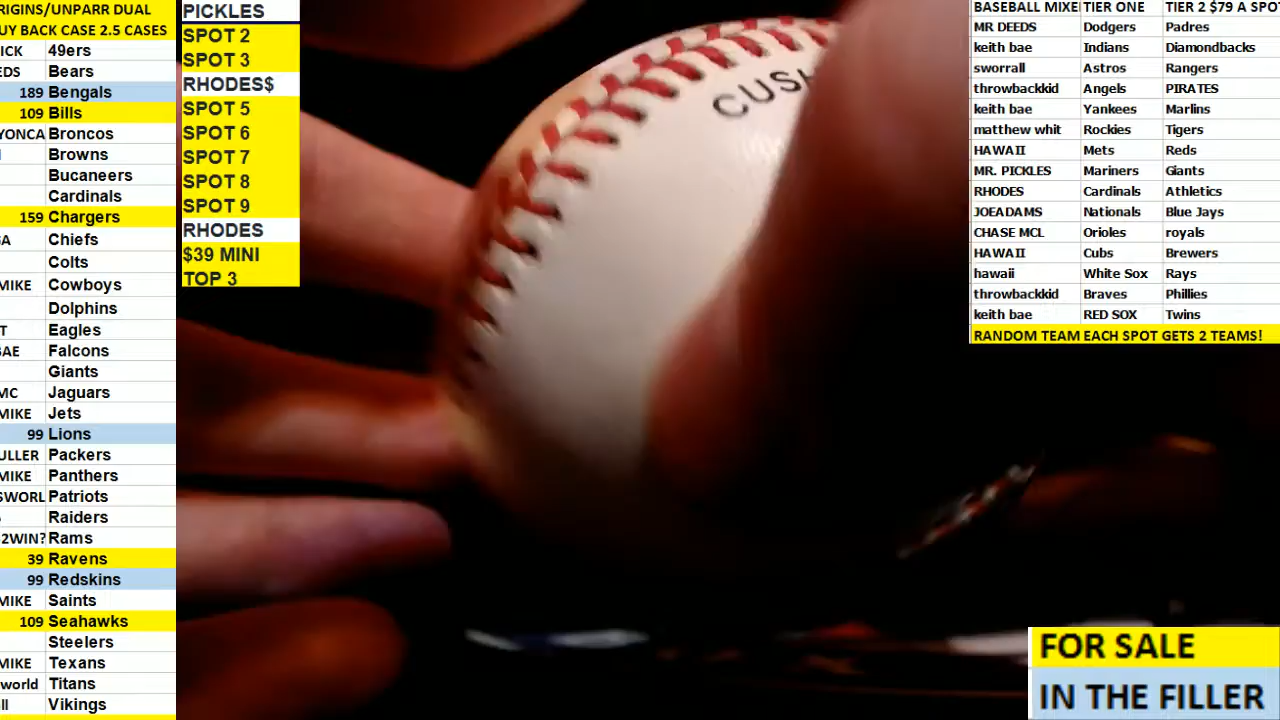 RIGINS/UNPARR DUAL
UY BACK CASE 2.5 CASES
ICK 49ers
EDS Bears
189 Bengals
109 Bills
YONCA Broncos
Browns
Bucaneers
Cardinals
159 Chargers
GA Chiefs
Colts
MIKE Cowboys
Dolphins
T Eagles
BAE Falcons
Giants
MC Jaguars
MIKE Jets
99 Lions
ULLER Packers
MIKE Panthers
SWORL Patriots
Raiders
2WIN? Rams
39 Ravens
99 Redskins
MIKE Saints
109 Seahawks
Steelers
MIKE Texans
world Titans
ll Vikings
PICKLES
SPOT 2
SPOT 3
RHODES$
SPOT 5
SPOT 6
SPOT 7
SPOT 8
SPOT 9
RHODES
$39 MINI
TOP 3
CUSH
BASEBALL MIXE TIER ONE TIER 2 $79 A SPOT
MR DEEDS Dodgers Padres
keith bae Indians Diamondbacks
sworrall Astros Rangers
throwbackkid Angels PIRATES
keith bae Yankees Marlins
matthew whit Rockies Tigers
HAWAII Mets Reds
MR. PICKLES Mariners Giants
RHODES Cardinals Athletics
JOEADAMS Nationals Blue Jays
CHASE MCL Orioles royals
HAWAII Cubs Brewers
hawaii White Sox Rays
throwbackkid Braves Phillies
keith bae RED SOX Twins
RANDOM TEAM EACH SPOT GETS 2 TEAMS!
FOR SALE
IN THE FILLER